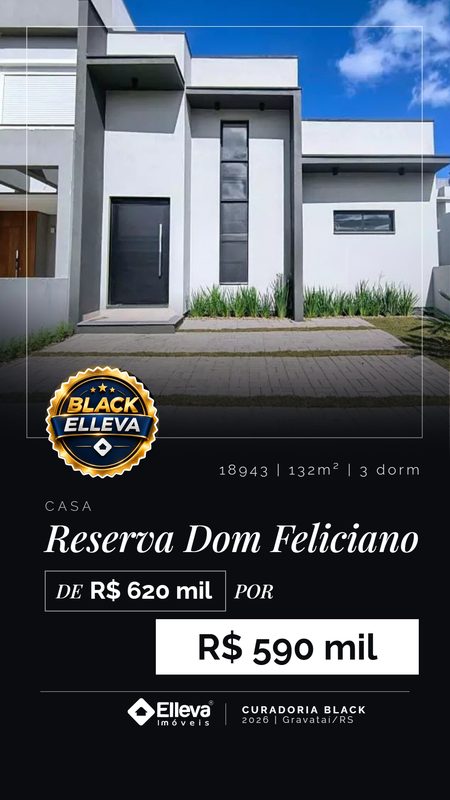 BLACK
ELLEVA
18943 | 132m² | 3 dorm
CASA
Reserva Dom Feliciano
DE R$ 620 mil POR
R$ 590 mil
Elleva®
Imóveis
CURADORIA BLACK
2026 | Gravataí/RS